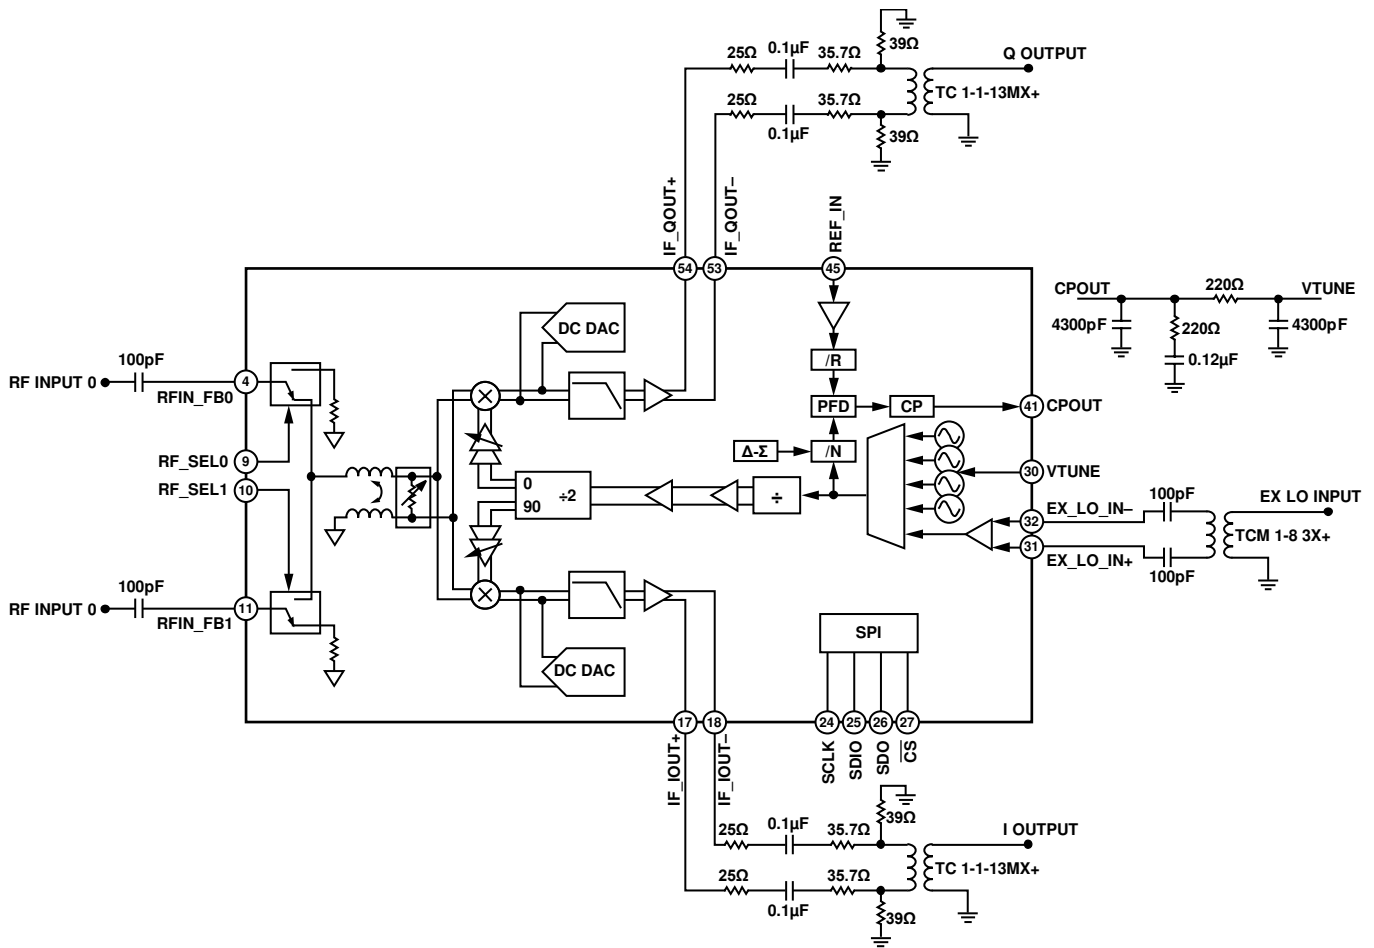 39Ω
0.1µF
25Ω
35.7Ω
Q OUTPUT
TC 1-1-13MX+
25Ω
35.7Ω
0.1µF
39Ω
IF_QOUT+
IF_QOUT–
REF_IN
54
53
45
CPOUT
220Ω
VTUNE
4300pF
220Ω
4300pF
0.12µF
DC DAC
/R
100pF
RF INPUT 0
4
RFIN_FB0
PFD
CP
41
CPOUT
RF_SEL0
9
Δ-Σ
/N
30
VTUNE
RF_SEL1
10
0
÷2
90
÷
100pF
EX LO INPUT
EX_LO_IN–
32
TCM 1-8 3X+
31
EX_LO_IN+
100pF
100pF
RF INPUT 0
11
RFIN_FB1
SPI
DC DAC
17
18
24
25
26
27
IF_IOUT+
IF_IOUT–
SCLK
SDIO
SDO
CS
39Ω
0.1µF
25Ω
35.7Ω
I OUTPUT
TC 1-1-13MX+
25Ω
35.7Ω
0.1µF
39Ω